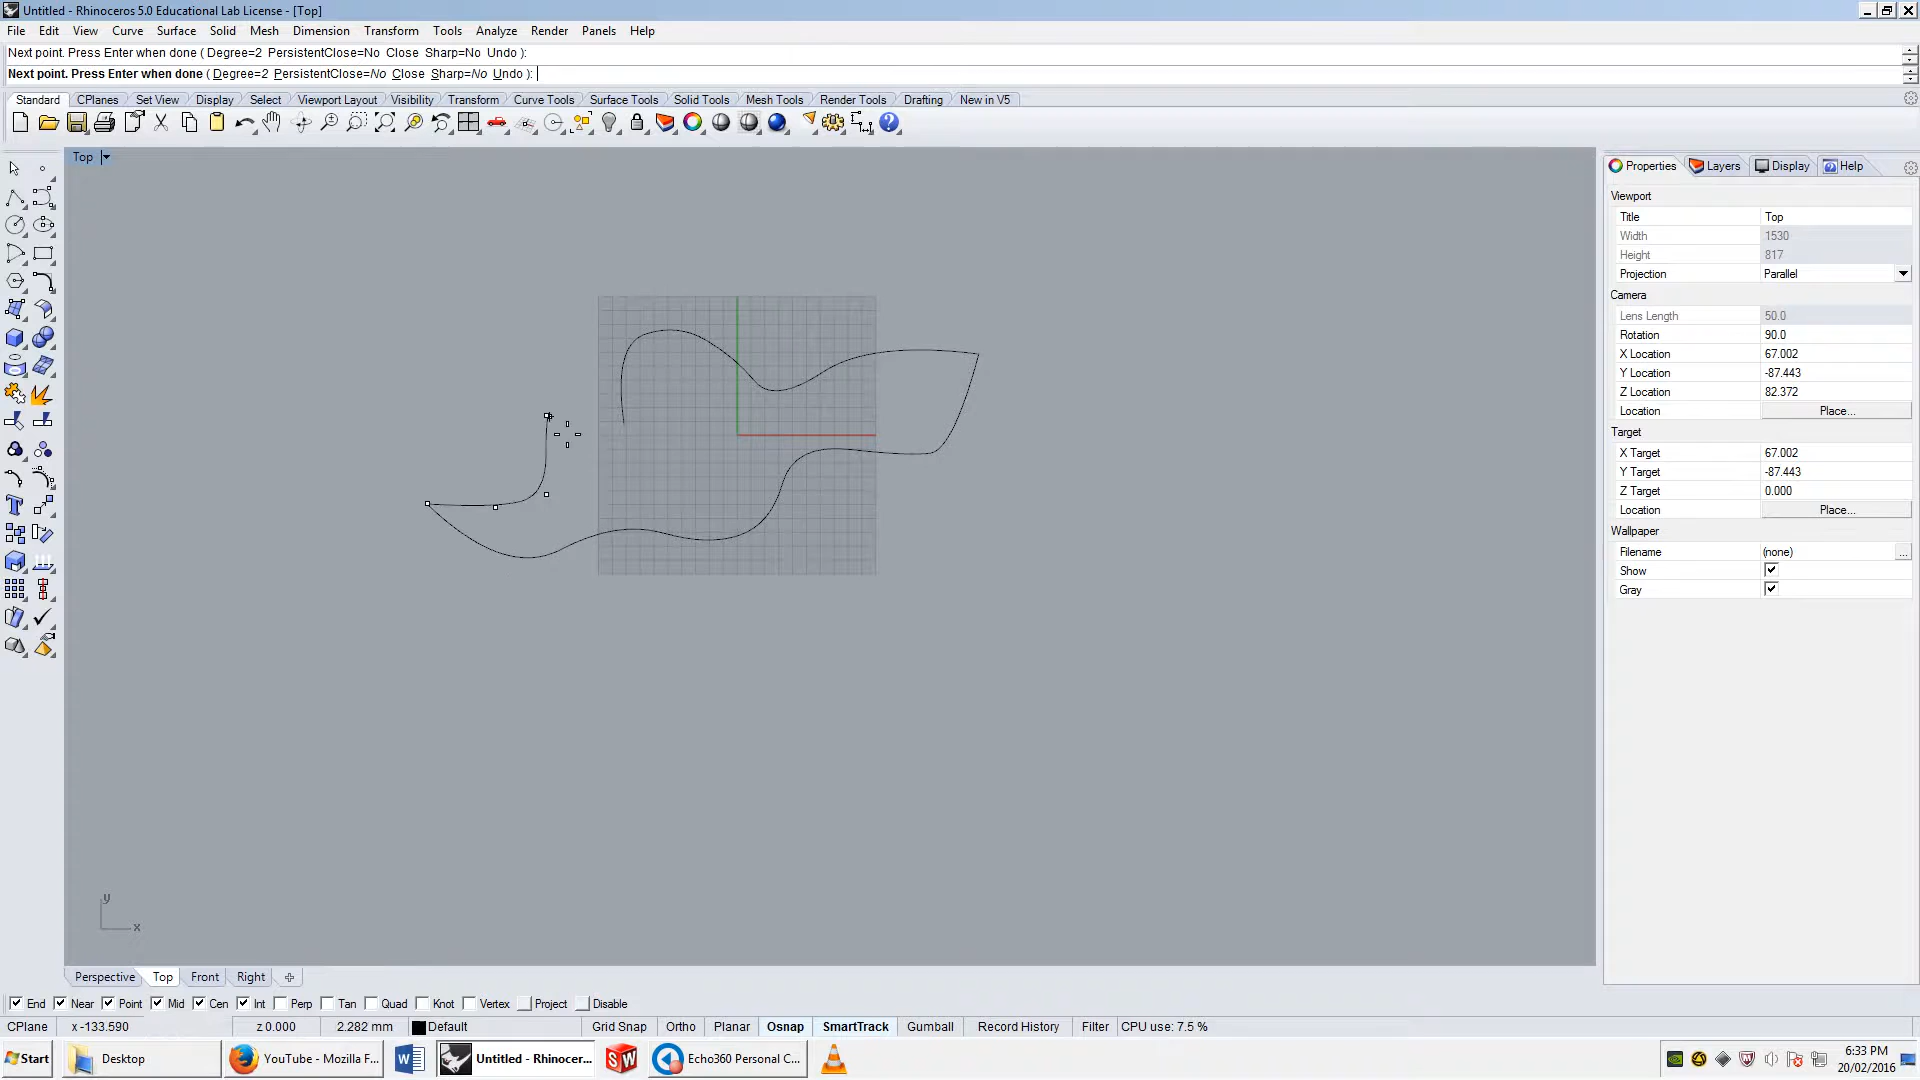 Untitled - Rhinoceros 5.0 Educational Lab License - [Top]
File Edit View Curve Surface Solid Mesh Dimension Transform Tools Analyze Render Panels Help
Next point. Press Enter when done ( Degree=2 PersistentClose=No Close Sharp=No Undo ):
Next point. Press Enter when done ( Degree=2 PersistentClose=No Close Sharp=No Undo ):
Standard CPlanes Set View Display Select Viewport Layout Visibility Transform Curve Tools Surface Tools Solid Tools Mesh Tools Render Tools Drafting New in V5
Top
Properties Layers Display Help
Viewport
Title Top
Width 1530
Height 817
Projection Parallel
Camera
Lens Length 50.0
Rotation 90.0
X Location 67.002
Y Location -87.443
Z Location 82.372
Location Place...
Target
X Target 67.002
Y Target -87.443
Z Target 0.000
Location Place...
Wallpaper
Filename (none) ...
Show
Gray
y
x
Perspective Top Front Right
End Near Point Mid Cen Int Perp Tan Quad Knot Vertex Project Disable
CPlane x -133.590 z 0.000 2.282 mm Default Grid Snap Ortho Planar Osnap SmartTrack Gumball Record History Filter CPU use: 7.5 %
Start Desktop YouTube - Mozilla F... Untitled - Rhinocer... SW Echo360 Personal C...
6:33 PM
20/02/2016